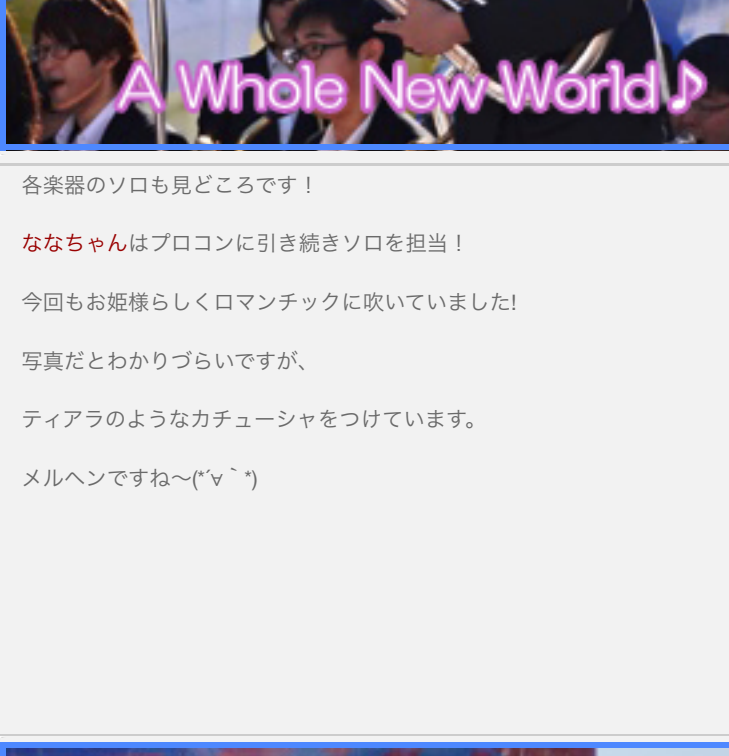 A Whole New World♪
各楽器のソロも見どころです！
ななちゃんはプロコンに引き続きソロを担当！
今回もお姫様らしくロマンチックに吹いていました!
写真だとわかりづらいですが、
ティアラのようなカチューシャをつけています。
メルヘンですね〜(*´∀｀*)